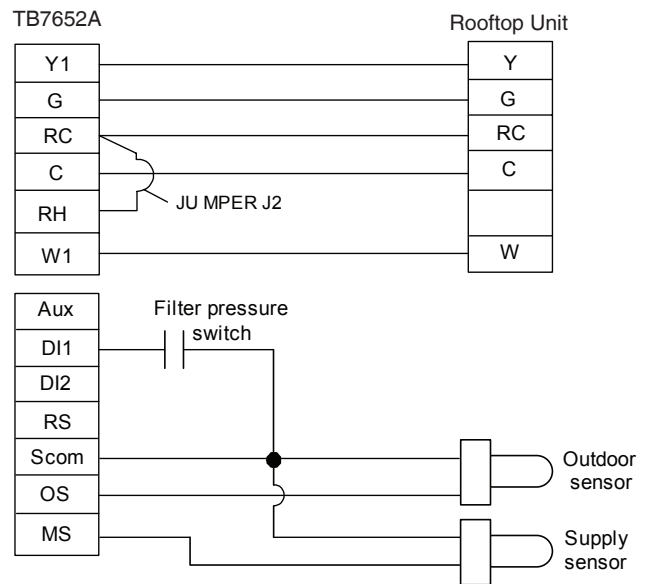 TB7652A
Rooftop Unit
Y1
Y
G
G
RC
RC
C
C
JU MPER J2
RH
W1
W
Aux
Filter pressure
switch
DI1
DI2
RS
Scom
Outdoor
sensor
OS
MS
Supply
sensor